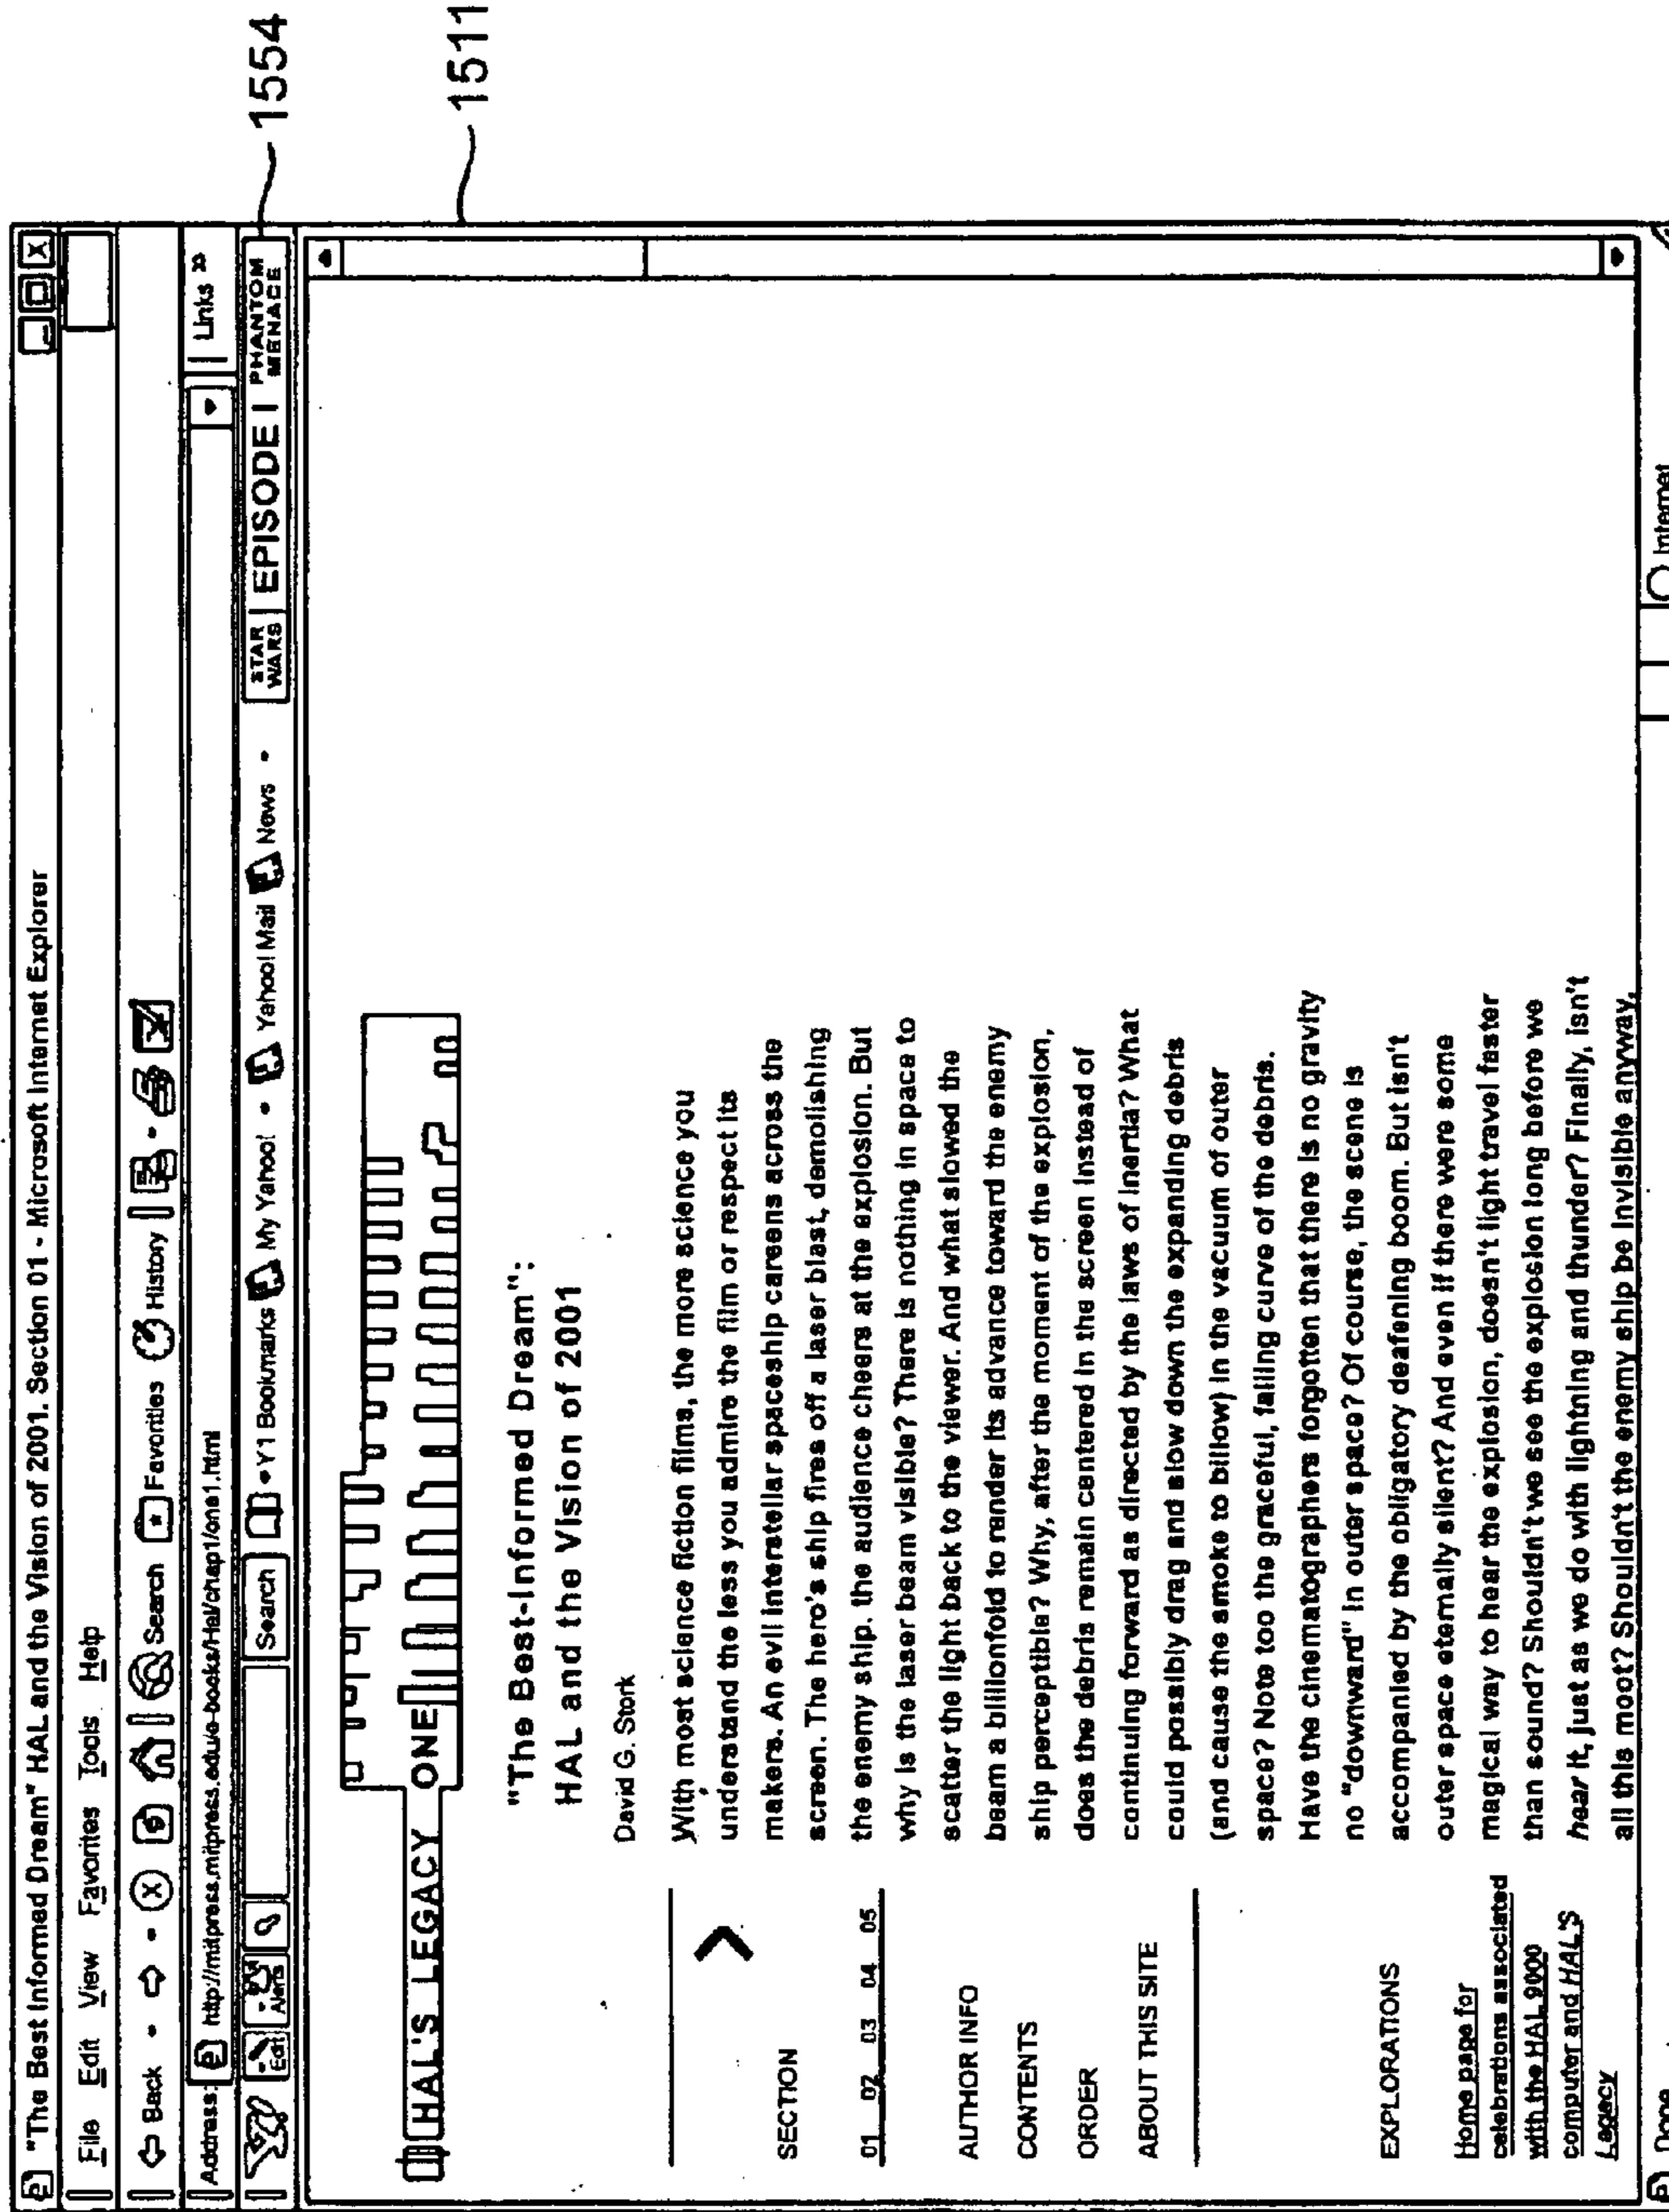 "The Best Informed Dream" HAL and the Vision of 2001. Section 01 - Microsoft Internet Explorer
File Edit View Favorites Tools Help
Back Search Favorities History
Address: http://mitpress.mitpress.edu/e-books/Hal/chap1/one1.html Links »
Edit Alerts Search Y1 Bookmarks My Yahoo! Yahoo! Mail News STAR WARS EPISODE I PHANTOM MENACE
1554
1511
HAL'S LEGACY ONE
"The Best-Informed Dream":
HAL and the Vision of 2001
David G. Stork
With most science fiction films, the more science you
understand the less you admire the film or respect its
makers. An evil interstellar spaceship careens across the
screen. The hero's ship fires off a laser blast, demolishing
the enemy ship. the audience cheers at the explosion. But
why is the laser beam visible? There is nothing in space to
scatter the light back to the viewer. And what slowed the
beam a billionfold to render its advance toward the enemy
ship perceptible? Why, after the moment of the explosion,
does the debris remain centered in the screen instead of
continuing forward as directed by the laws of inertia? What
could possibly drag and slow down the expanding debris
(and cause the smoke to billow) in the vacuum of outer
space? Note too the graceful, falling curve of the debris.
Have the cinematographers forgotten that there is no gravity
no "downward" in outer space? Of course, the scene is
accompanied by the obligatory deafening boom. But isn't
outer space eternally silent? And even if there were some
magical way to hear the explosion, doesn't light travel faster
than sound? Shouldn't we see the explosion long before we
hear it, just as we do with lightning and thunder? Finally, isn't
all this moot? Shouldn't the enemy ship be invisible anyway,
SECTION
01 02 03 04 05
AUTHOR INFO
CONTENTS
ORDER
ABOUT THIS SITE
EXPLORATIONS
Home page for
celebrations associated
with the HAL 9000
computer and HAL'S
Legacy
Done
Internet